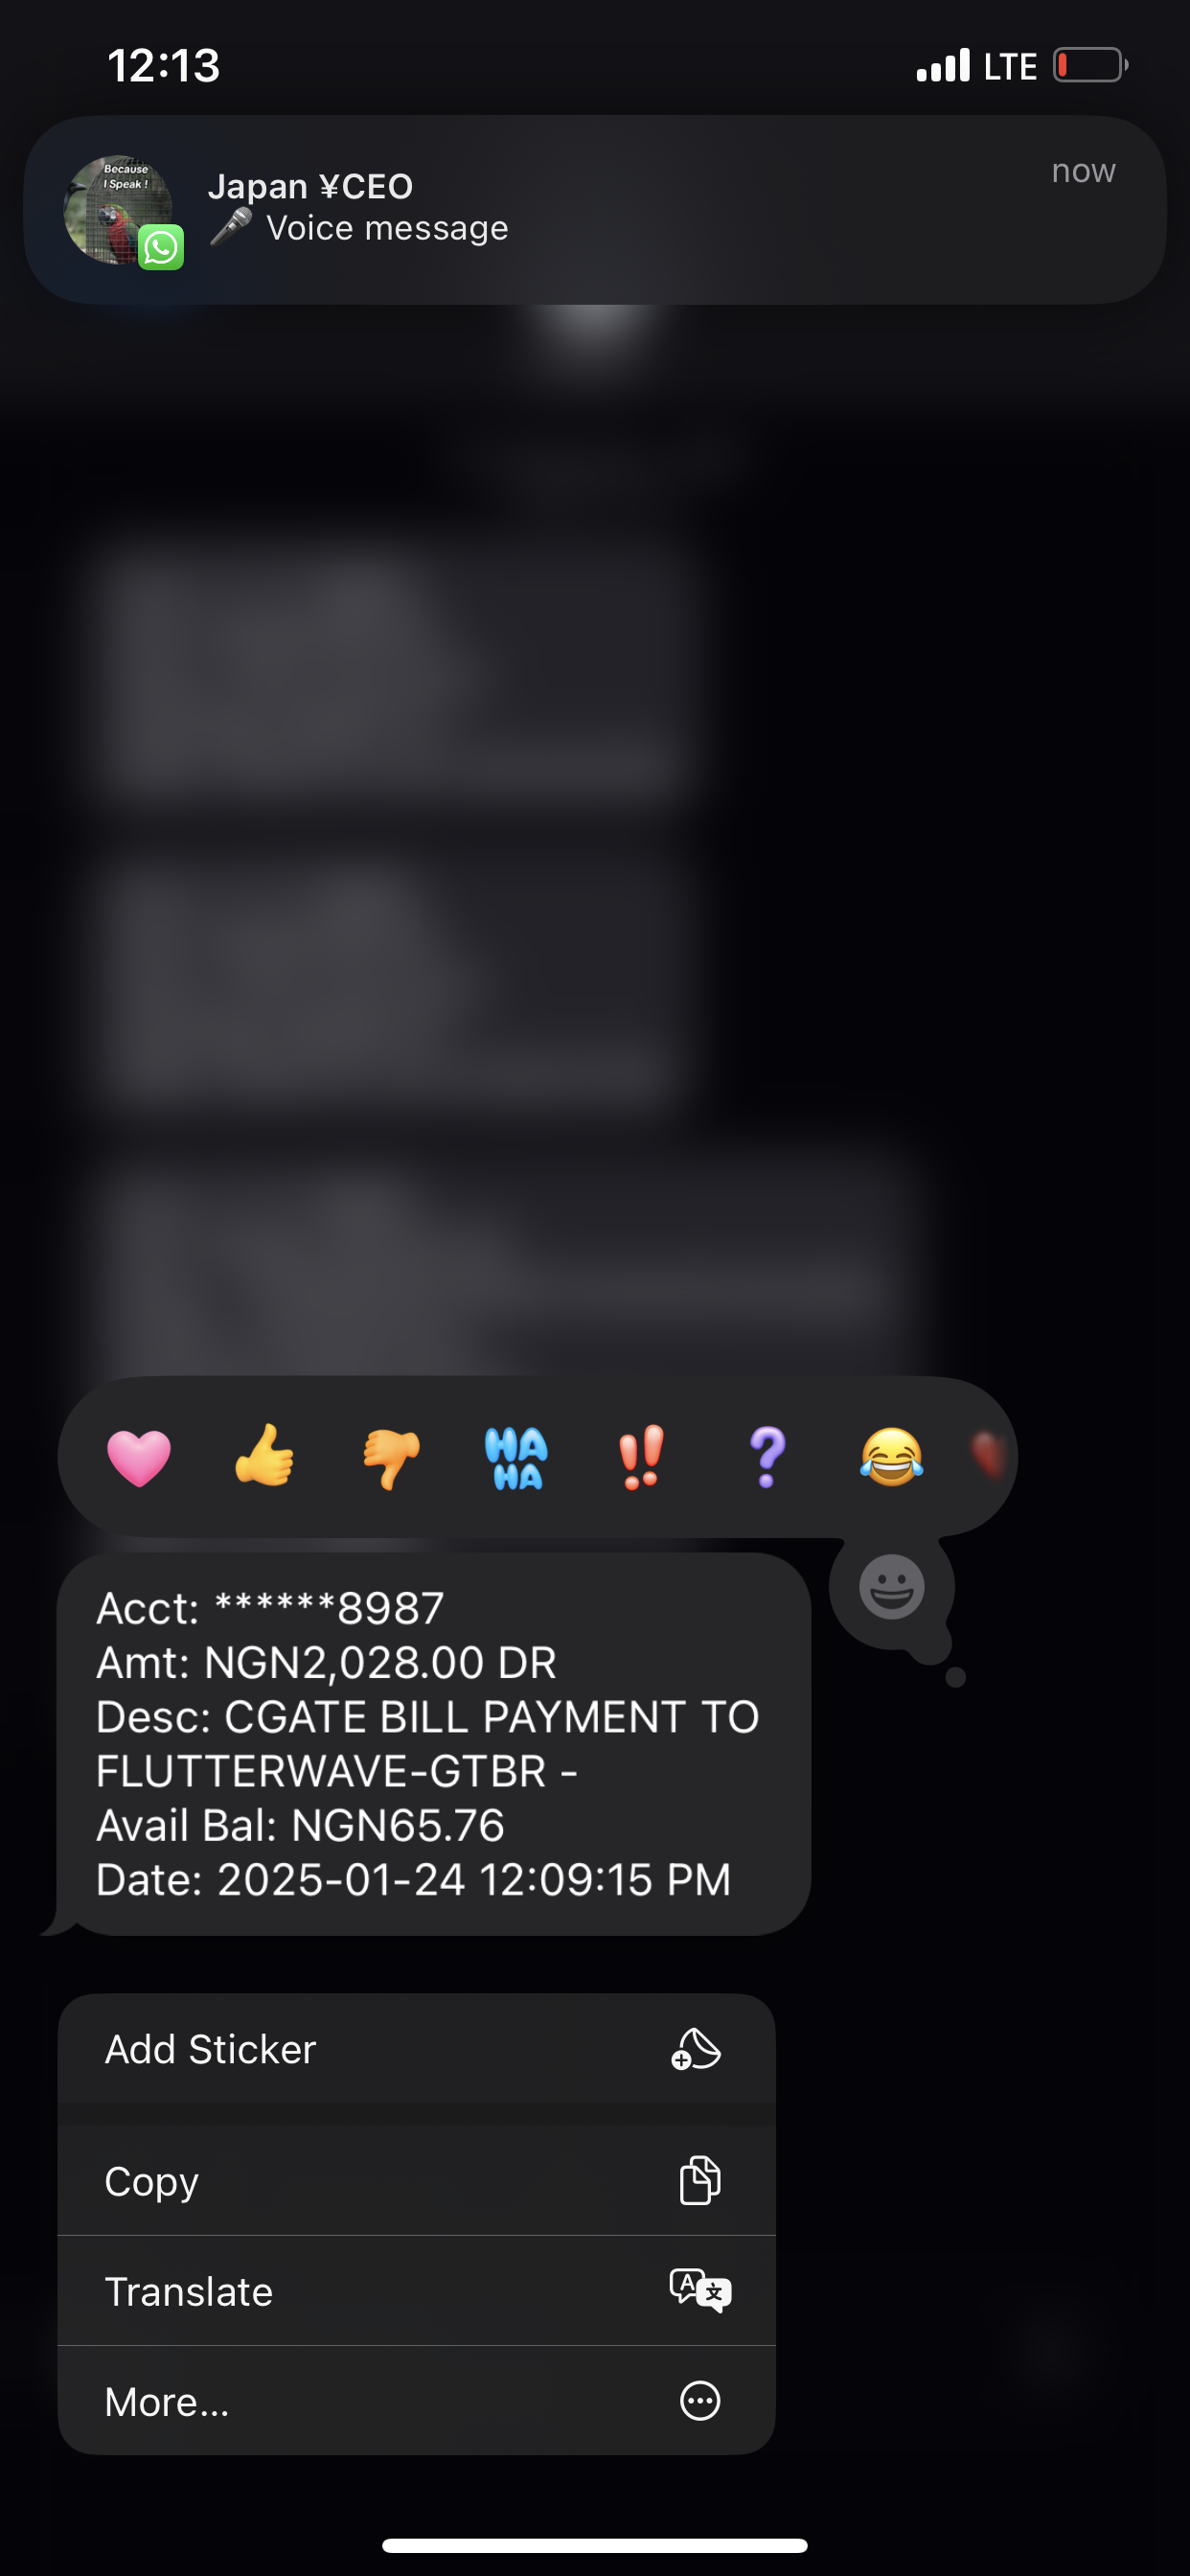 12:13
LTE
Because
I Speak !
Japan ¥CEO
now
🎤 Voice message
HA
HA
Acct: ******8987
Amt: NGN2,028.00 DR
Desc: CGATE BILL PAYMENT TO
FLUTTERWAVE-GTBR -
Avail Bal: NGN65.76
Date: 2025-01-24 12:09:15 PM
Add Sticker
Copy
Translate
More...